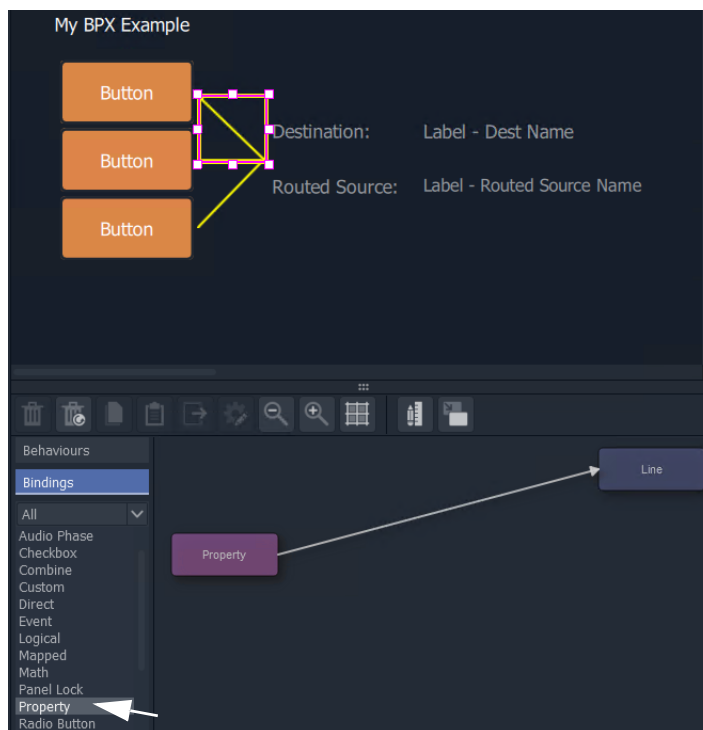 My BPX Example
Button
Button
Button
Destination: Label - Dest Name
Routed Source: Label - Routed Source Name
Behaviours
Bindings
All
Audio Phase
Checkbox
Combine
Custom
Direct
Event
Logical
Mapped
Math
Panel Lock
Property
Radio Button
Property
Line